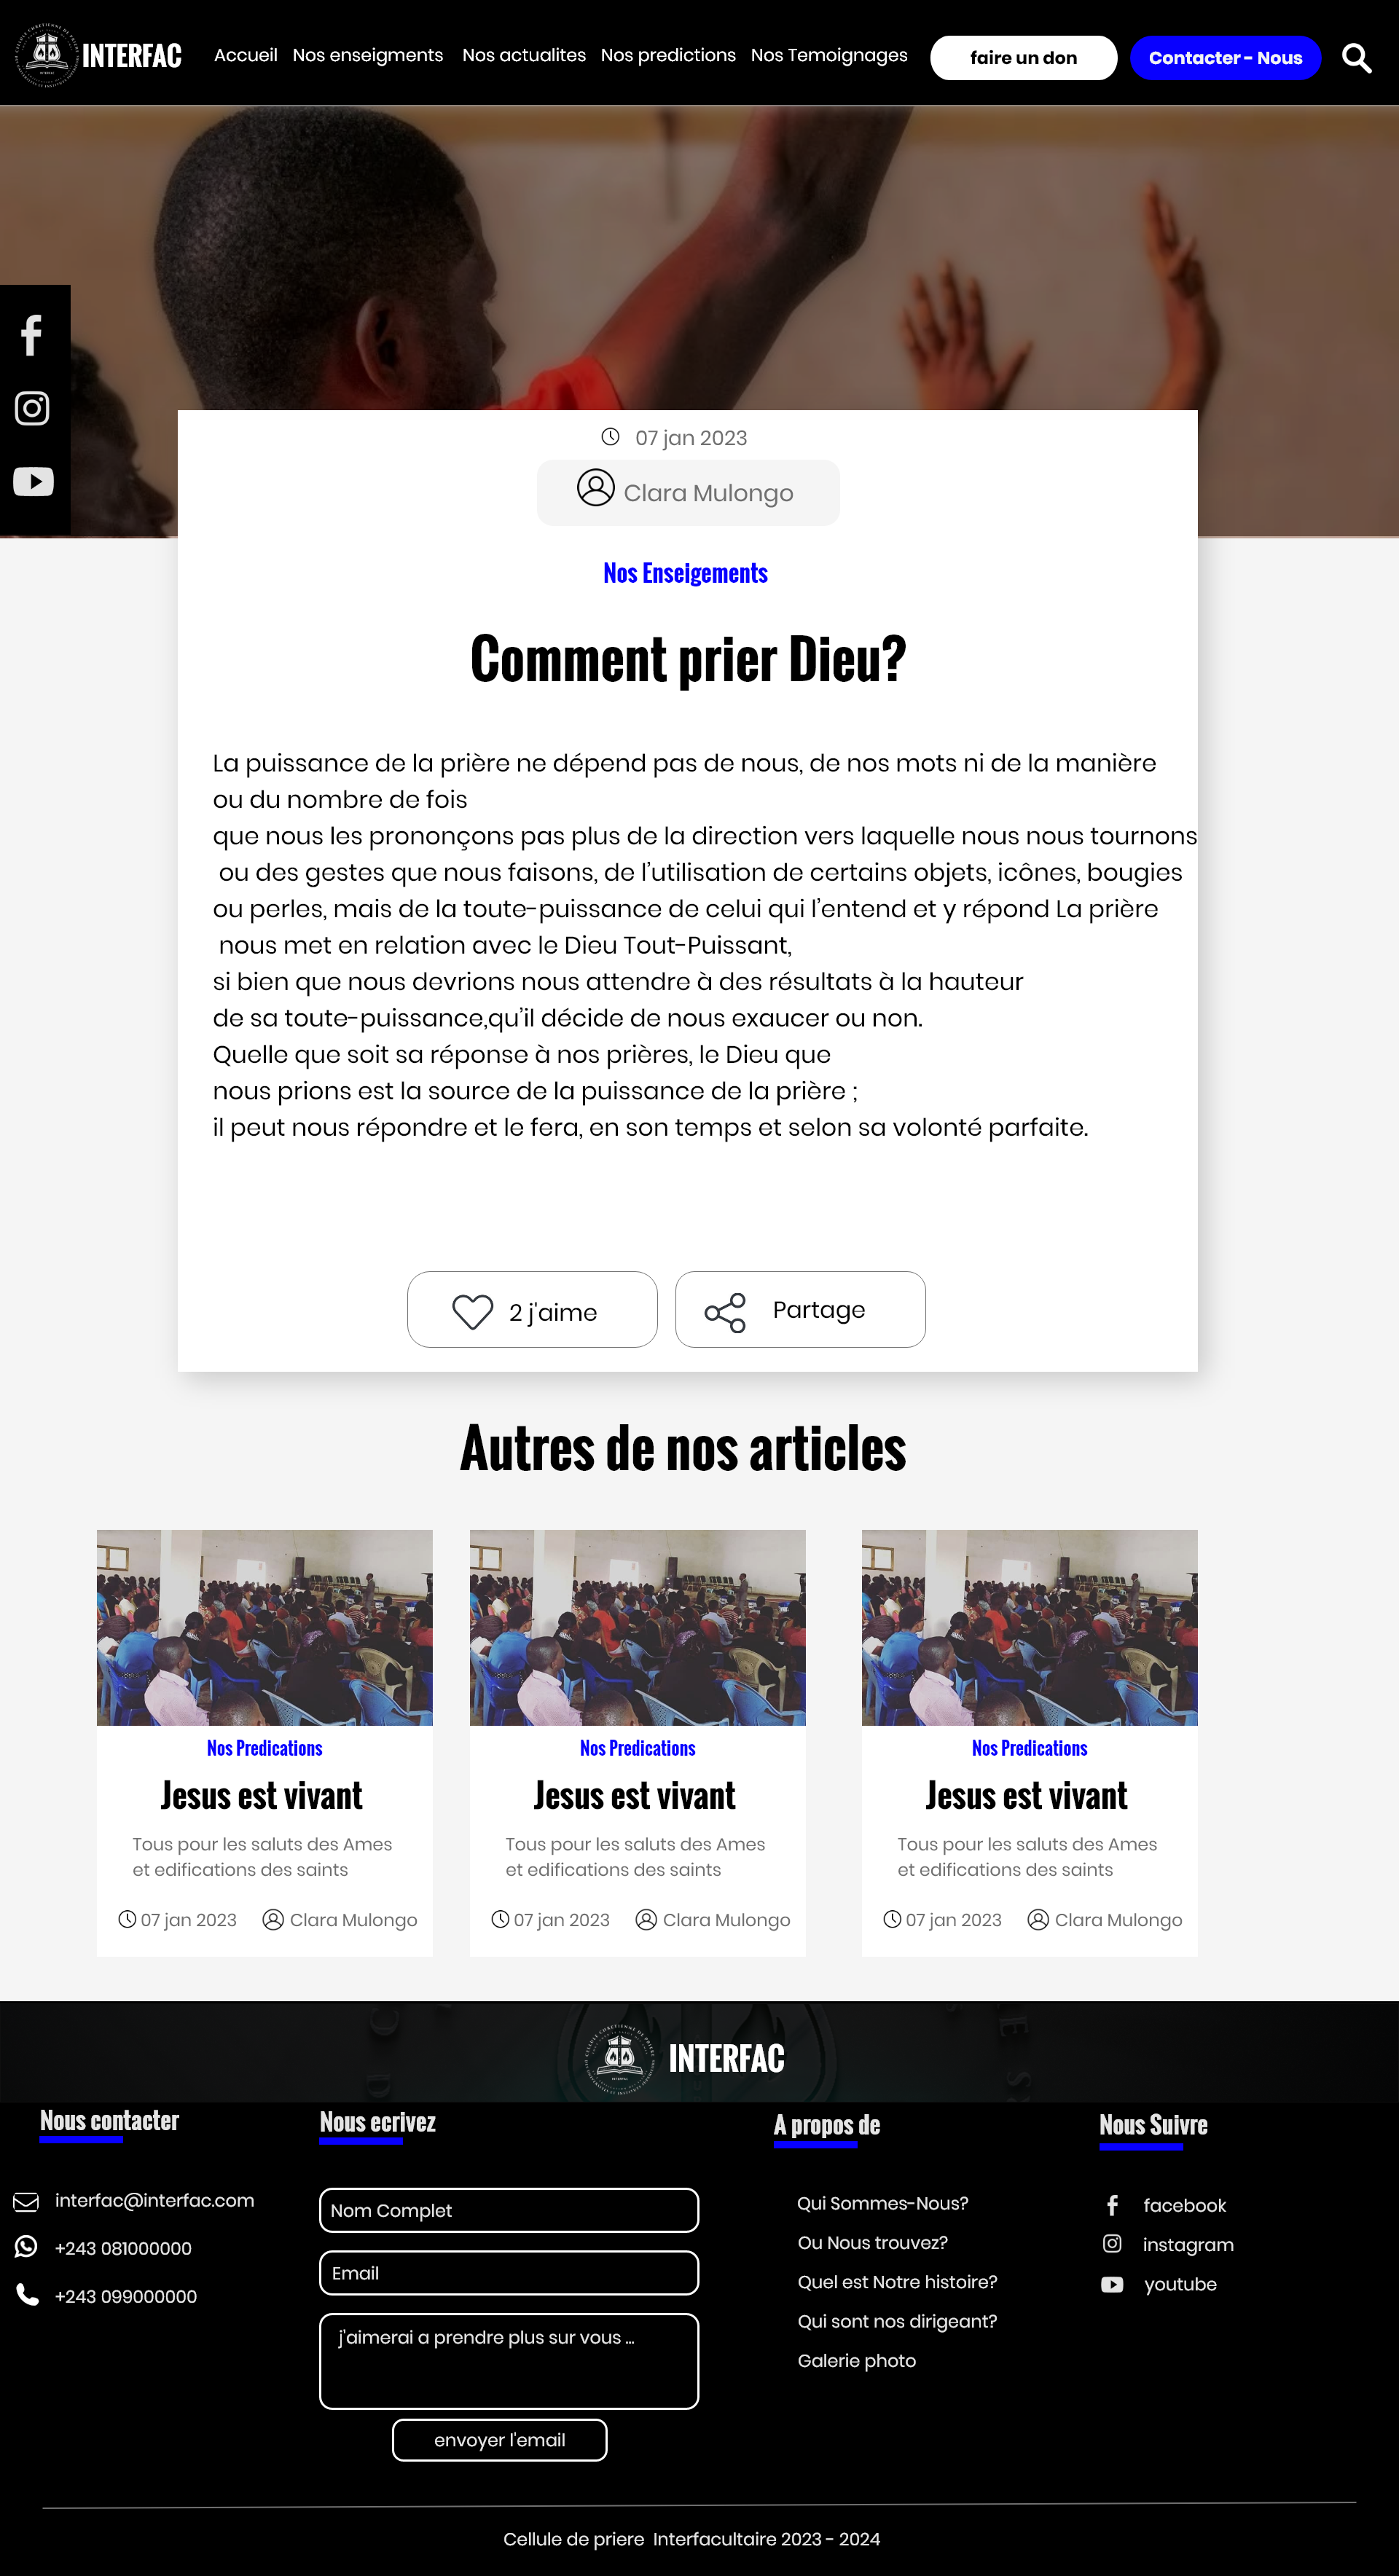 INTERFAC
Accueil
Nos enseigments
Nos actualites
Nos predictions
Nos Temoignages
faire un don
Contacter - Nous
07 jan 2023
Clara Mulongo
Nos Enseigements
Comment prier Dieu?
La puissance de la prière ne dépend pas de nous, de nos mots ni de la manière
ou du nombre de fois
que nous les prononçons pas plus de la direction vers laquelle nous nous tournons
ou des gestes que nous faisons, de l’utilisation de certains objets, icônes, bougies
ou perles, mais de la toute-puissance de celui qui l’entend et y répond La prière
nous met en relation avec le Dieu Tout-Puissant,
si bien que nous devrions nous attendre à des résultats à la hauteur
de sa toute-puissance,qu’il décide de nous exaucer ou non.
Quelle que soit sa réponse à nos prières, le Dieu que
nous prions est la source de la puissance de la prière ;
il peut nous répondre et le fera, en son temps et selon sa volonté parfaite.
2 j'aime
Partage
Autres de nos articles
Nos Predications
Jesus est vivant
Tous pour les saluts des Ames
et edifications des saints
07 jan 2023
Clara Mulongo
Nos Predications
Jesus est vivant
Tous pour les saluts des Ames
et edifications des saints
07 jan 2023
Clara Mulongo
Nos Predications
Jesus est vivant
Tous pour les saluts des Ames
et edifications des saints
07 jan 2023
Clara Mulongo
INTERFAC
Nous contacter
interfac@interfac.com
+243 081000000
+243 099000000
Nous ecrivez
Nom Complet
Email
j'aimerai a prendre plus sur vous ...
envoyer l'email
A propos de
Qui Sommes-Nous?
Ou Nous trouvez?
Quel est Notre histoire?
Qui sont nos dirigeant?
Galerie photo
Nous Suivre
facebook
instagram
youtube
Cellule de priere Interfacultaire 2023 - 2024